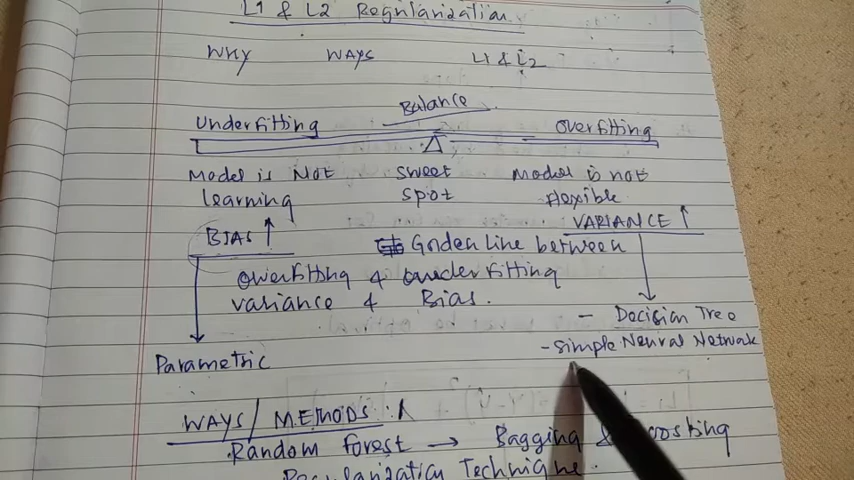 L1 & L2 Regularization
WHY WAYS L1 & L2
Balance
Underfitting Overfitting
Model is Not sweet Model is not
learning spot flexible
BIAS ↑ VARIANCE ↑
Golden Line between
overfitting & underfitting
variance & Bias.
- Decision Tree
- Simple Neural Network
Parametric
WAYS/METHODS :
Random Forest → Bagging & Boosting
Regularization Technique.